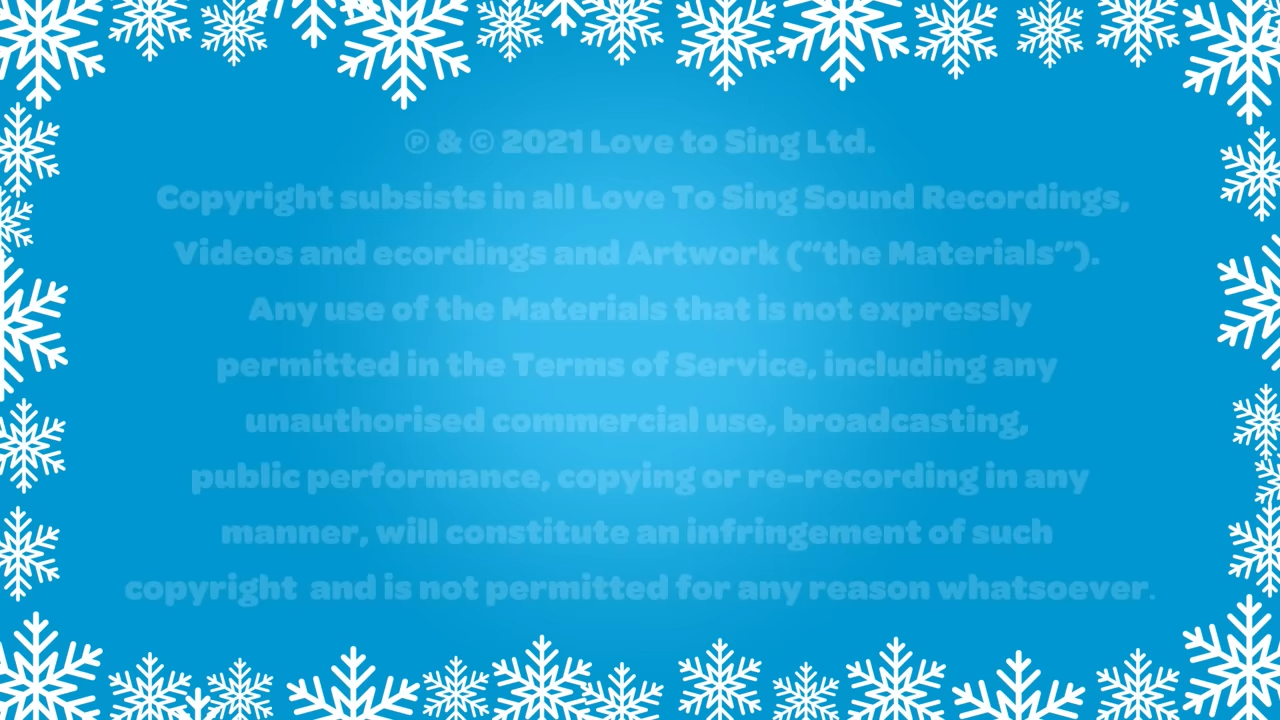 ℗ & © 2021 Love to Sing Ltd.
Copyright subsists in all Love To Sing Sound Recordings,
Videos and ecordings and Artwork (“the Materials”).
Any use of the Materials that is not expressly
permitted in the Terms of Service, including any
unauthorised commercial use, broadcasting,
public performance, copying or re-recording in any
manner, will constitute an infringement of such
copyright  and is not permitted for any reason whatsoever.